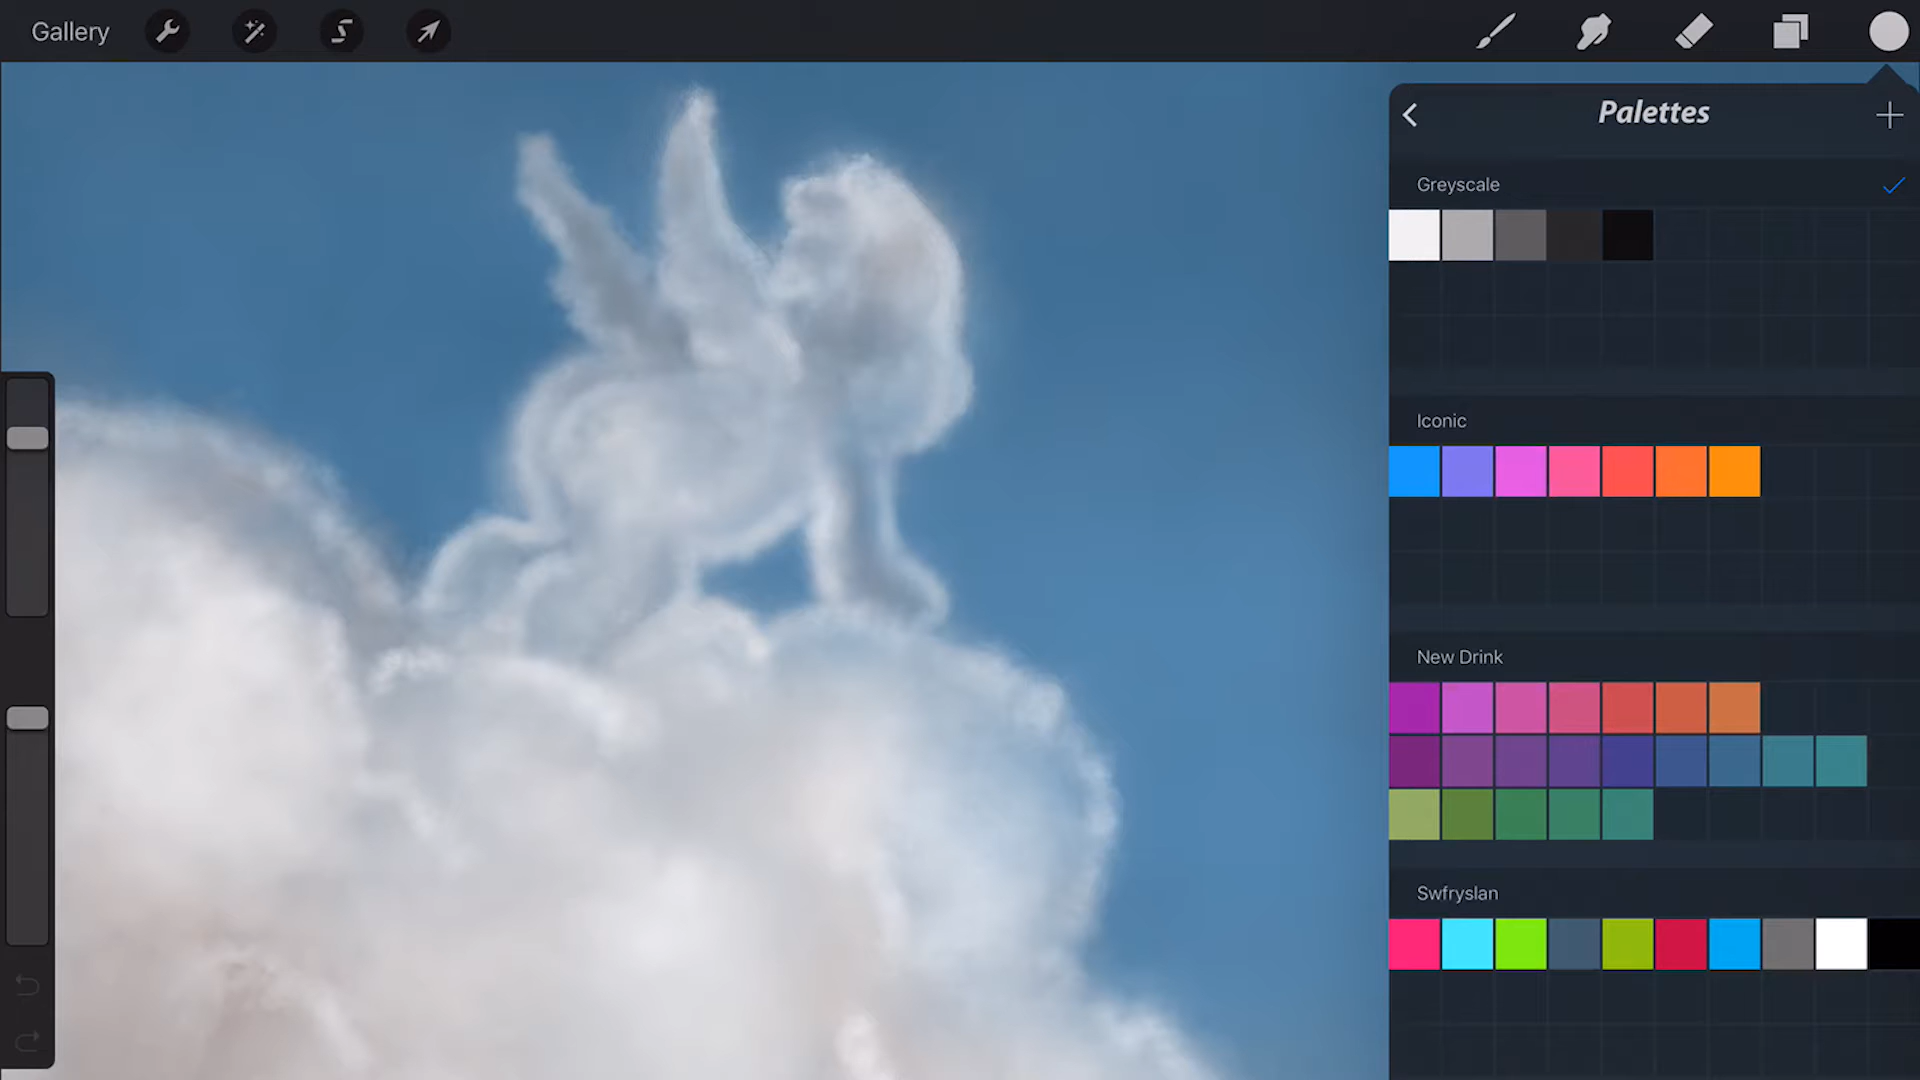 Gallery
Palettes
Greyscale
Iconic
New Drink
Swfryslan